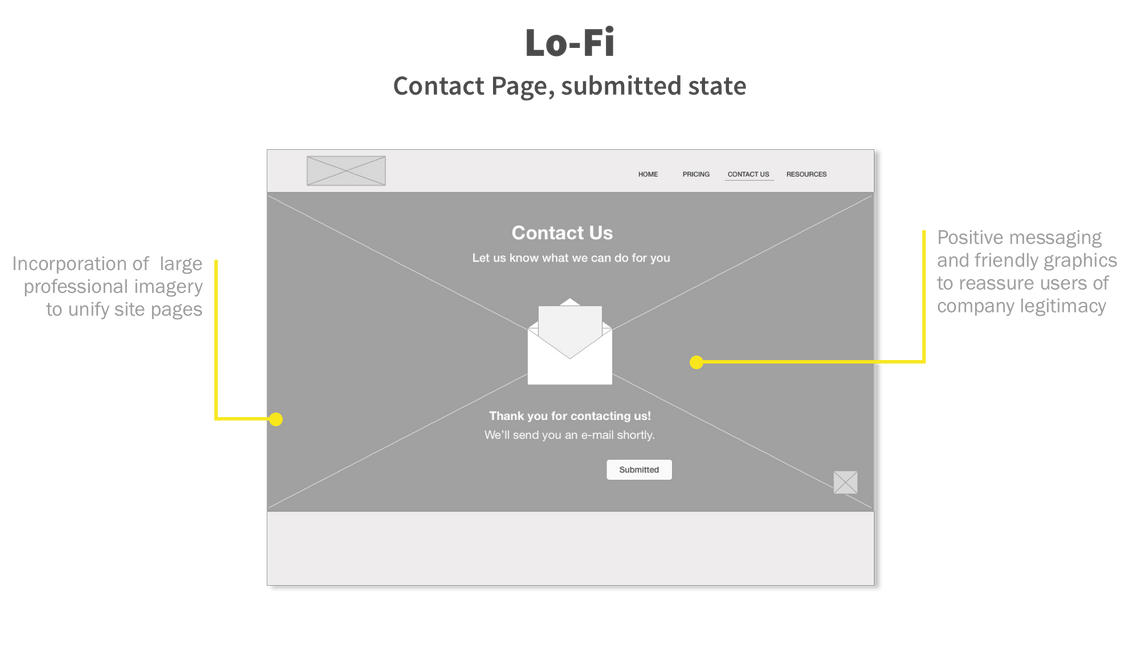 Lo-Fi
Contact Page, submitted state
HOME PRICING CONTACT US RESOURCES
Contact Us
Let us know what we can do for you
Incorporation of  large
professional imagery
to unify site pages
Positive messaging
and friendly graphics
to reassure users of
company legitimacy
Thank you for contacting us!
We'll send you an e-mail shortly.
Submitted